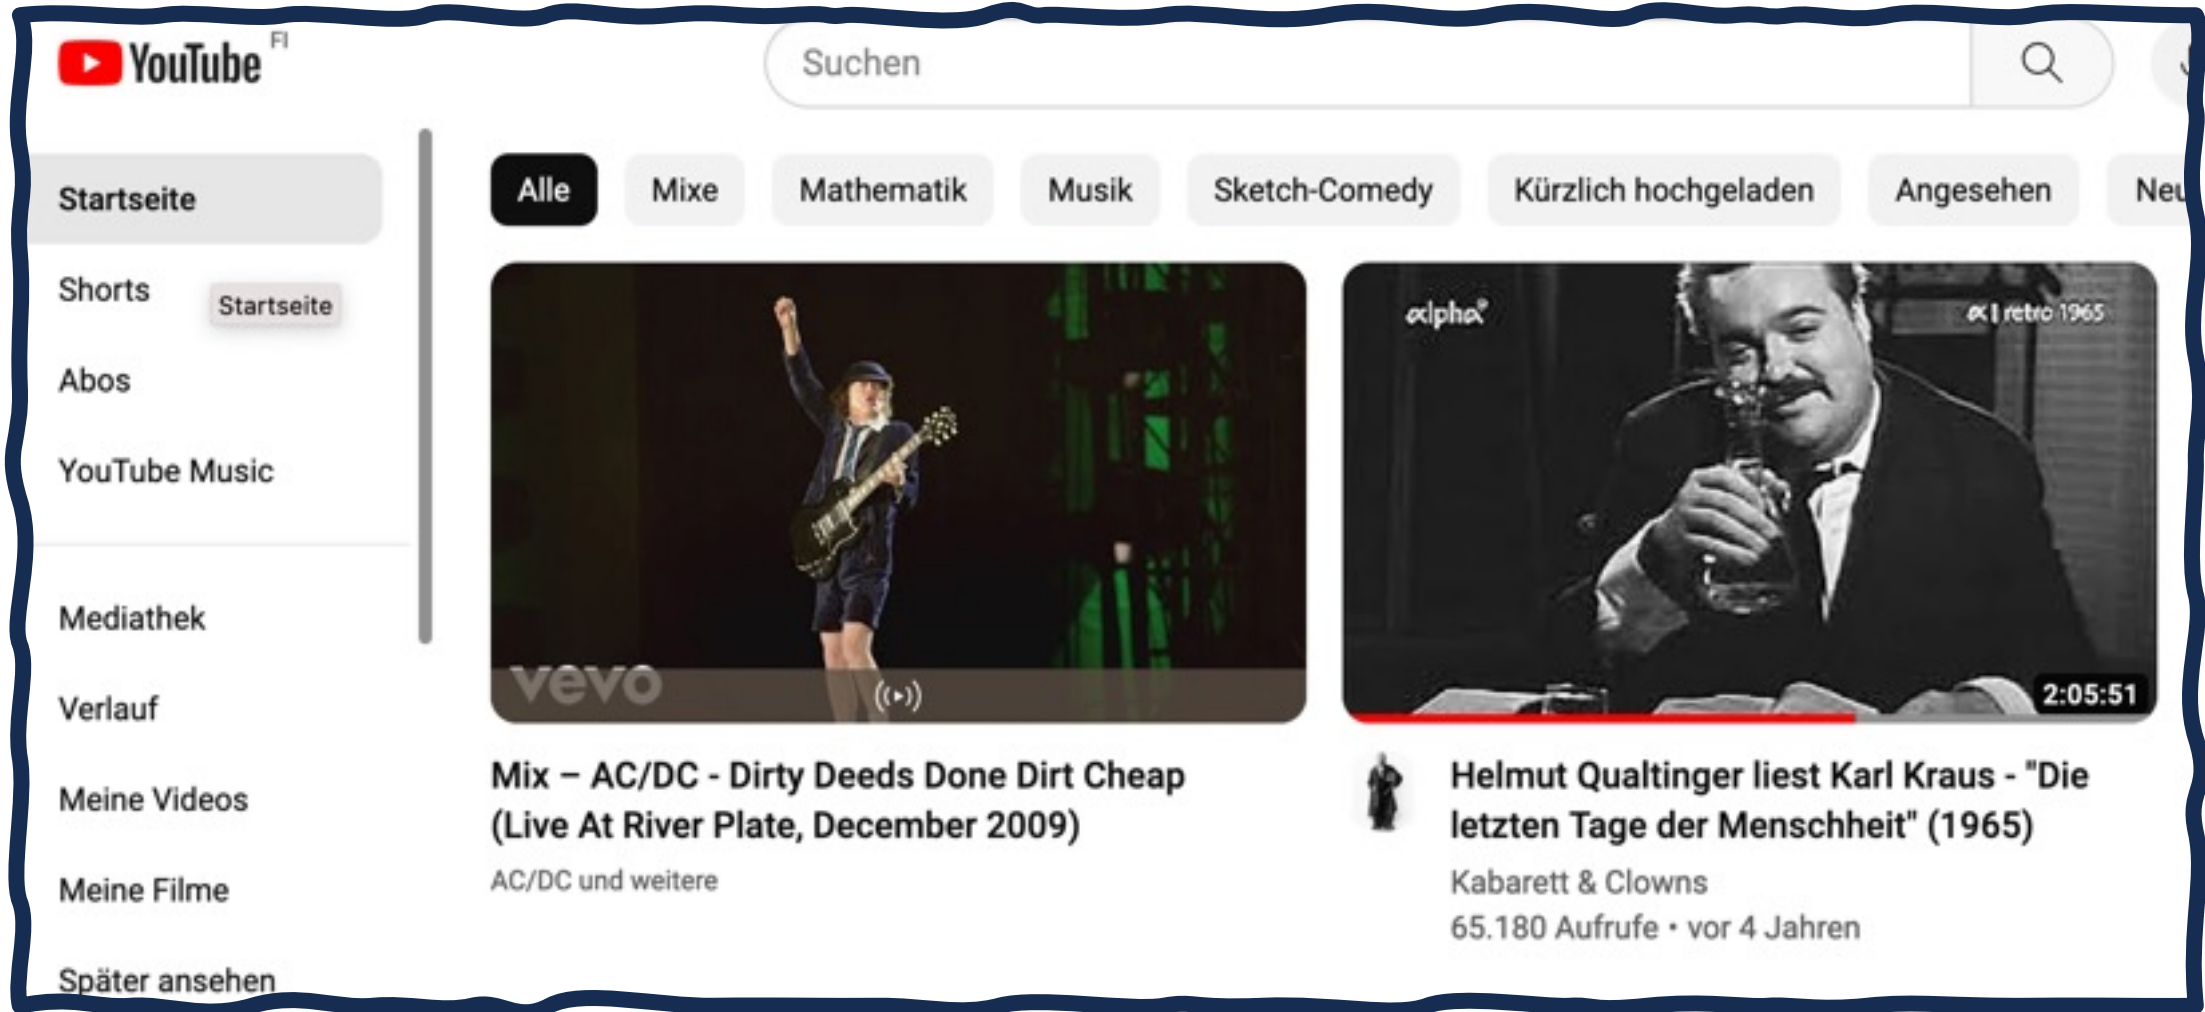 YouTube FI
Suchen
Startseite
Shorts
Startseite
Abos
YouTube Music
Mediathek
Verlauf
Meine Videos
Meine Filme
Später ansehen
Alle
Mixe
Mathematik
Musik
Sketch-Comedy
Kürzlich hochgeladen
Angesehen
Neu
vevo
Mix – AC/DC - Dirty Deeds Done Dirt Cheap
(Live At River Plate, December 2009)
AC/DC und weitere
alpha
α | retro 1965
2:05:51
Helmut Qualtinger liest Karl Kraus - "Die
letzten Tage der Menschheit" (1965)
Kabarett & Clowns
65.180 Aufrufe • vor 4 Jahren